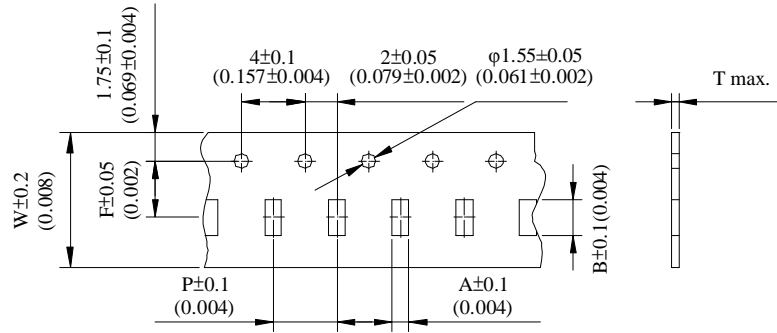 1.75±0.1
(0.069±0.004)
4±0.1
(0.157±0.004)
2±0.05
(0.079±0.002)
φ1.55±0.05
(0.061±0.002)
T max.
W±0.2
(0.008)
F±0.05
(0.002)
B±0.1(0.004)
P±0.1
(0.004)
A±0.1
(0.004)